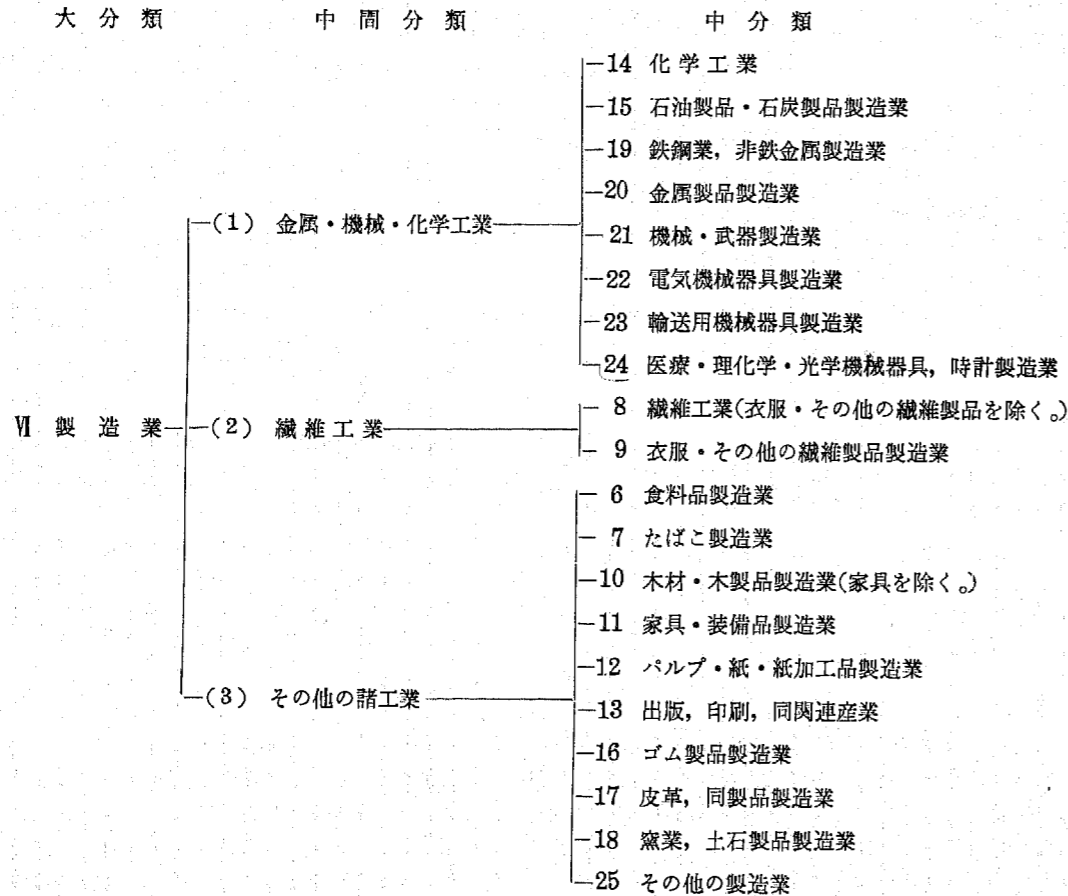 大分類 中間分類 中分類
14 化学工業
15 石油製品・石炭製品製造業
19 鉄鋼業，非鉄金属製造業
20 金属製品製造業
(1) 金属・機械・化学工業
21 機械・武器製造業
22 電気機械器具製造業
23 輸送用機械器具製造業
24 医療・理化学・光学機械器具，時計製造業
8 繊維工業(衣服・その他の繊維製品を除く。)
Ⅵ 製造業 (2) 繊維工業
9 衣服・その他の繊維製品製造業
6 食料品製造業
7 たばこ製造業
10 木材・木製品製造業(家具を除く。)
11 家具・装備品製造業
12 パルプ・紙・紙加工品製造業
(3) その他の諸工業
13 出版，印刷，同関連産業
16 ゴム製品製造業
17 皮革，同製品製造業
18 窯業，土石製品製造業
25 その他の製造業